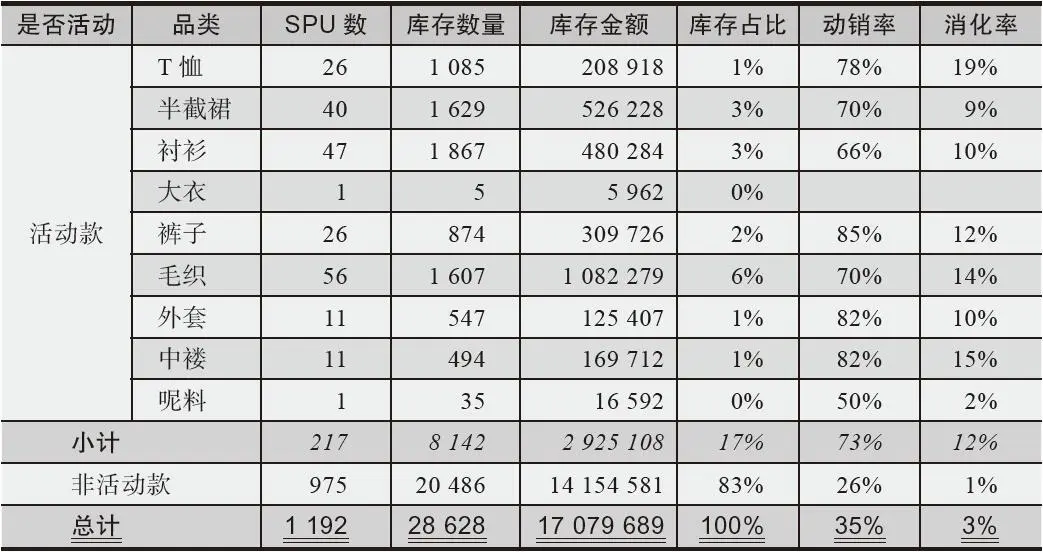 是否活动 品类 SPU 数 库存数量 库存金额 库存占比 动销率 消化率
T 恤 26 1 085 208 918 1% 78% 19%
半截裙 40 1 629 526 228 3% 70% 9%
衬衫 47 1 867 480 284 3% 66% 10%
大衣 1 5 5 962 0%
活动款 裤子 26 874 309 726 2% 85% 12%
毛织 56 1 607 1 082 279 6% 70% 14%
外套 11 547 125 407 1% 82% 10%
中褛 11 494 169 712 1% 82% 15%
呢料 1 35 16 592 0% 50% 2%
小计 217 8 142 2 925 108 17% 73% 12%
非活动款 975 20 486 14 154 581 83% 26% 1%
总计 1 192 28 628 17 079 689 100% 35% 3%